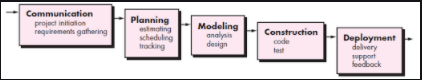 Communication
project initiation
requirements gathering
Planning
estimating
scheduling
tracking
Modeling
analysis
design
Construction
code
test
Deployment
delivery
support
feedback